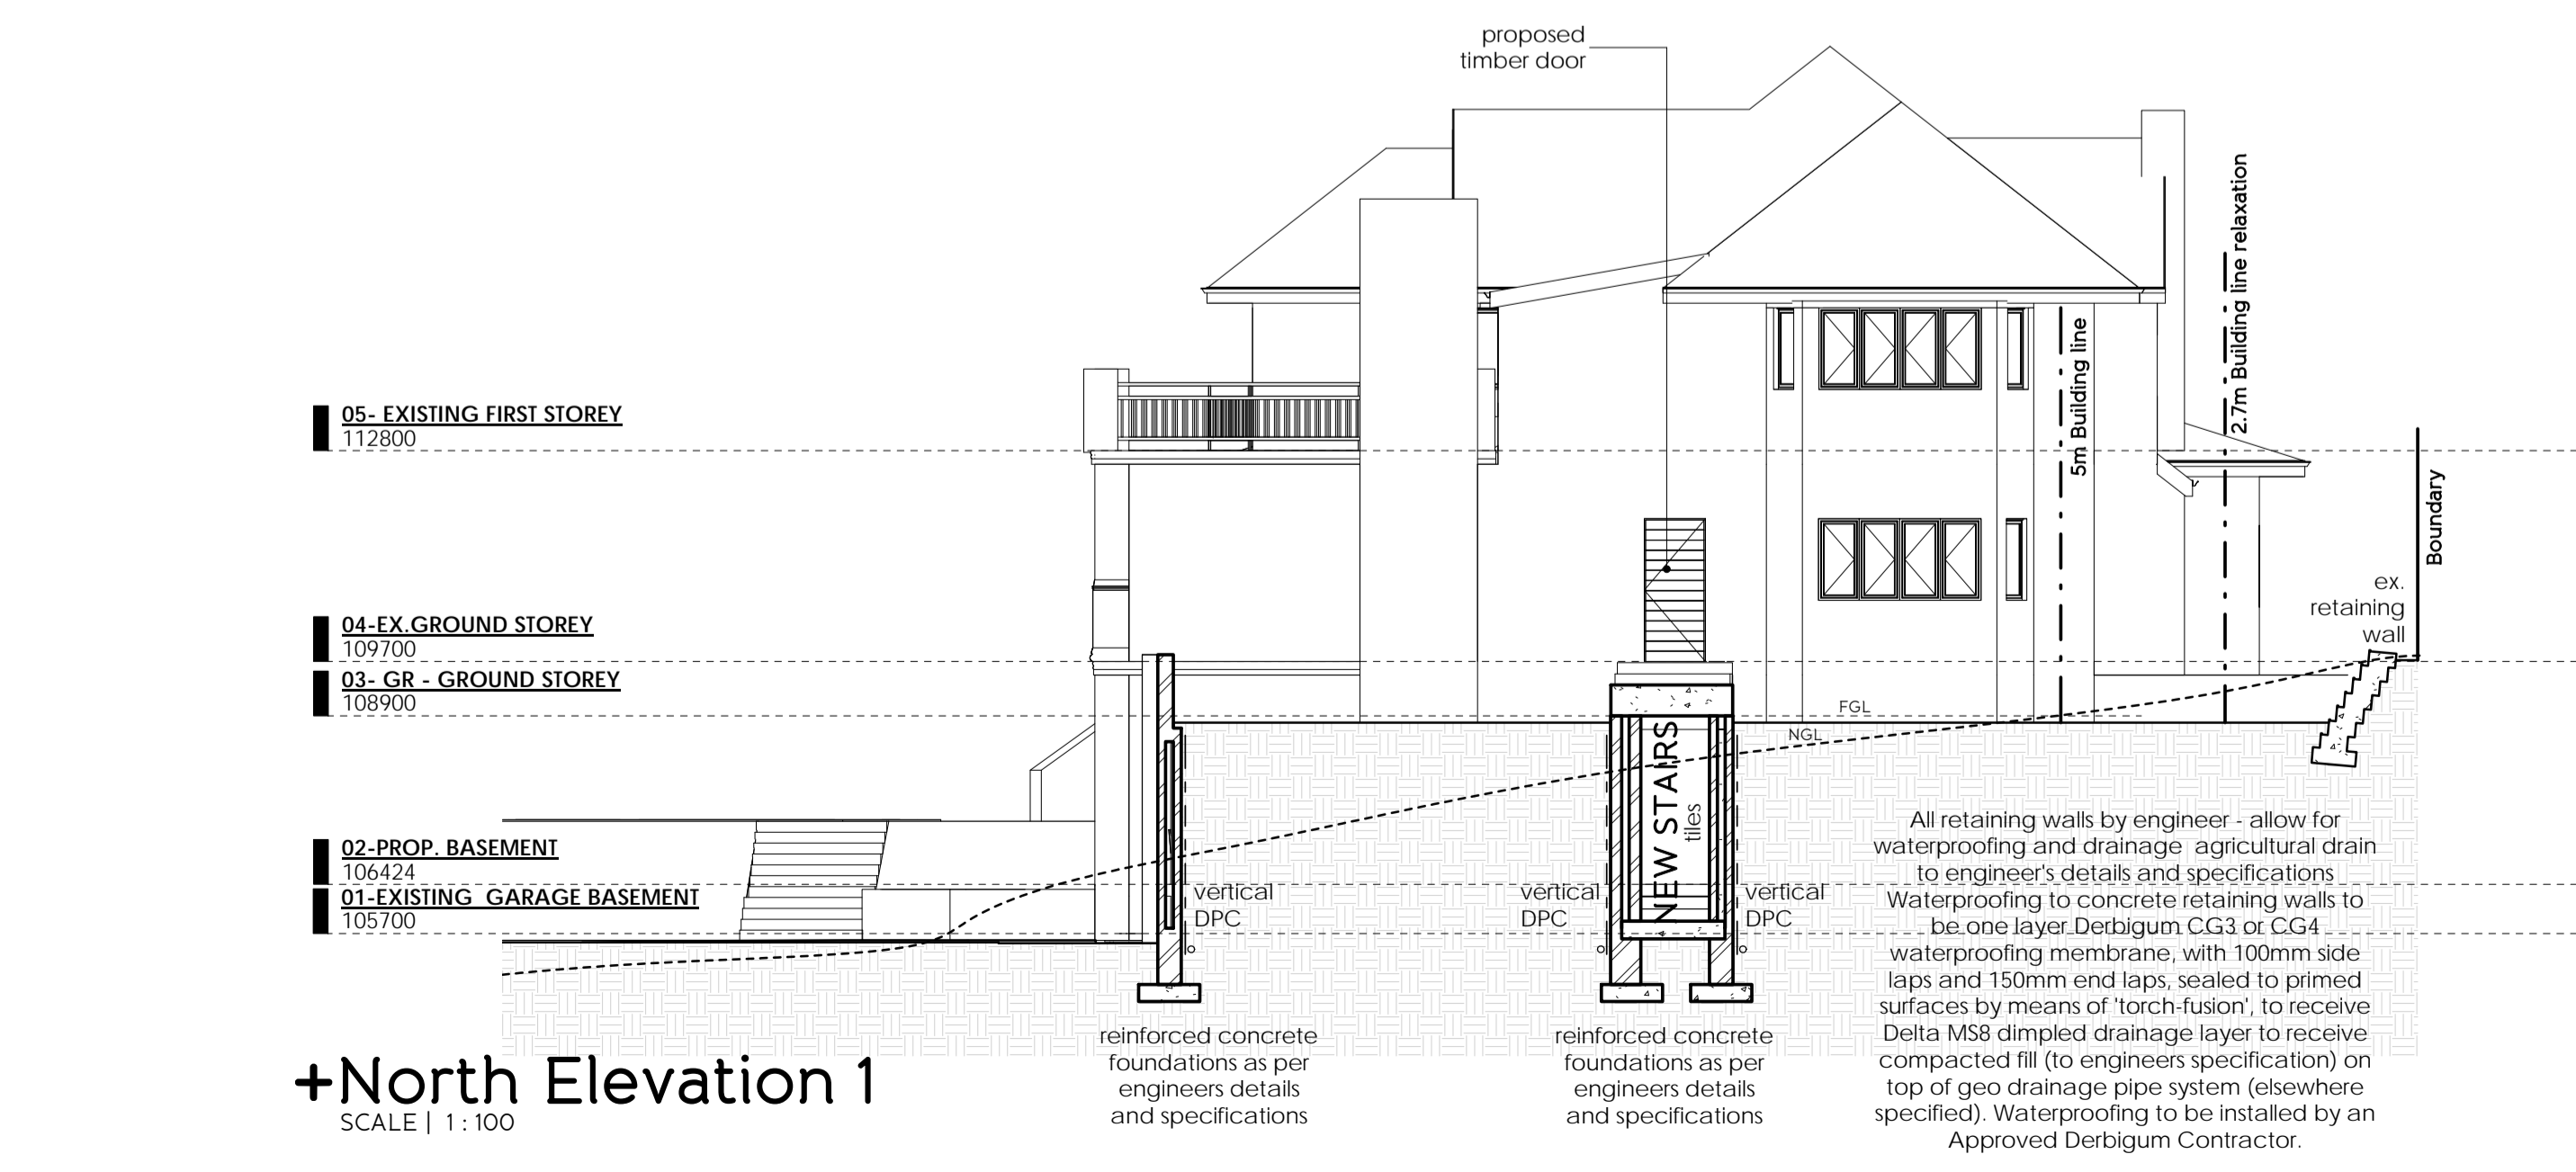 proposed
timber door
2.7m Building line relaxation
5m Building line
Boundary
05- EXISTING FIRST STOREY
112800
ex.
retaining
wall
04-EX.GROUND STOREY
109700
03- GR - GROUND STOREY
108900
FGL
NGL
NEW STAIRS
tiles
02-PROP. BASEMENT
106424
01-EXISTING  GARAGE BASEMENT
105700
vertical
DPC
vertical
DPC
vertical
DPC
All retaining walls by engineer - allow for
waterproofing and drainage  agricultural drain
to engineer's details and specifications
Waterproofing to concrete retaining walls to
be one layer Derbigum CG3 or CG4
waterproofing membrane, with 100mm side
laps and 150mm end laps, sealed to primed
surfaces by means of 'torch-fusion', to receive
Delta MS8 dimpled drainage layer to receive
compacted fill (to engineers specification) on
top of geo drainage pipe system (elsewhere
specified). Waterproofing to be installed by an
Approved Derbigum Contractor.
reinforced concrete
foundations as per
engineers details
and specifications
reinforced concrete
foundations as per
engineers details
and specifications
+North Elevation 1
SCALE | 1 : 100